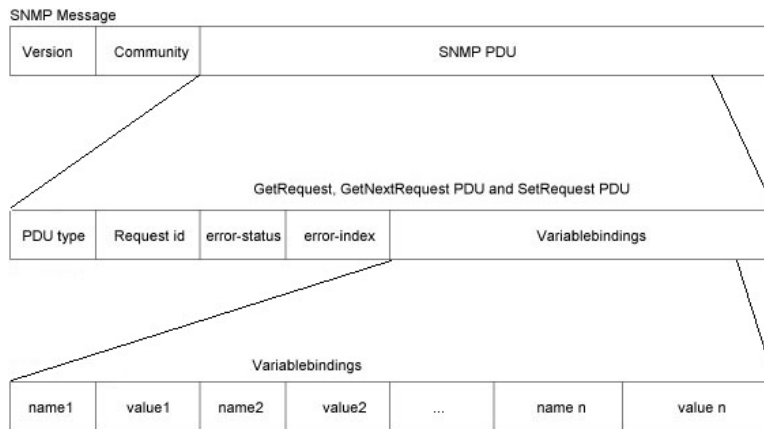 SNMP Message
Version Community SNMP PDU
GetRequest, GetNextRequest PDU and SetRequest PDU
PDU type Request id error-status error-index Variablebindings
Variablebindings
name1 value1 name2 value2 ... name n value n